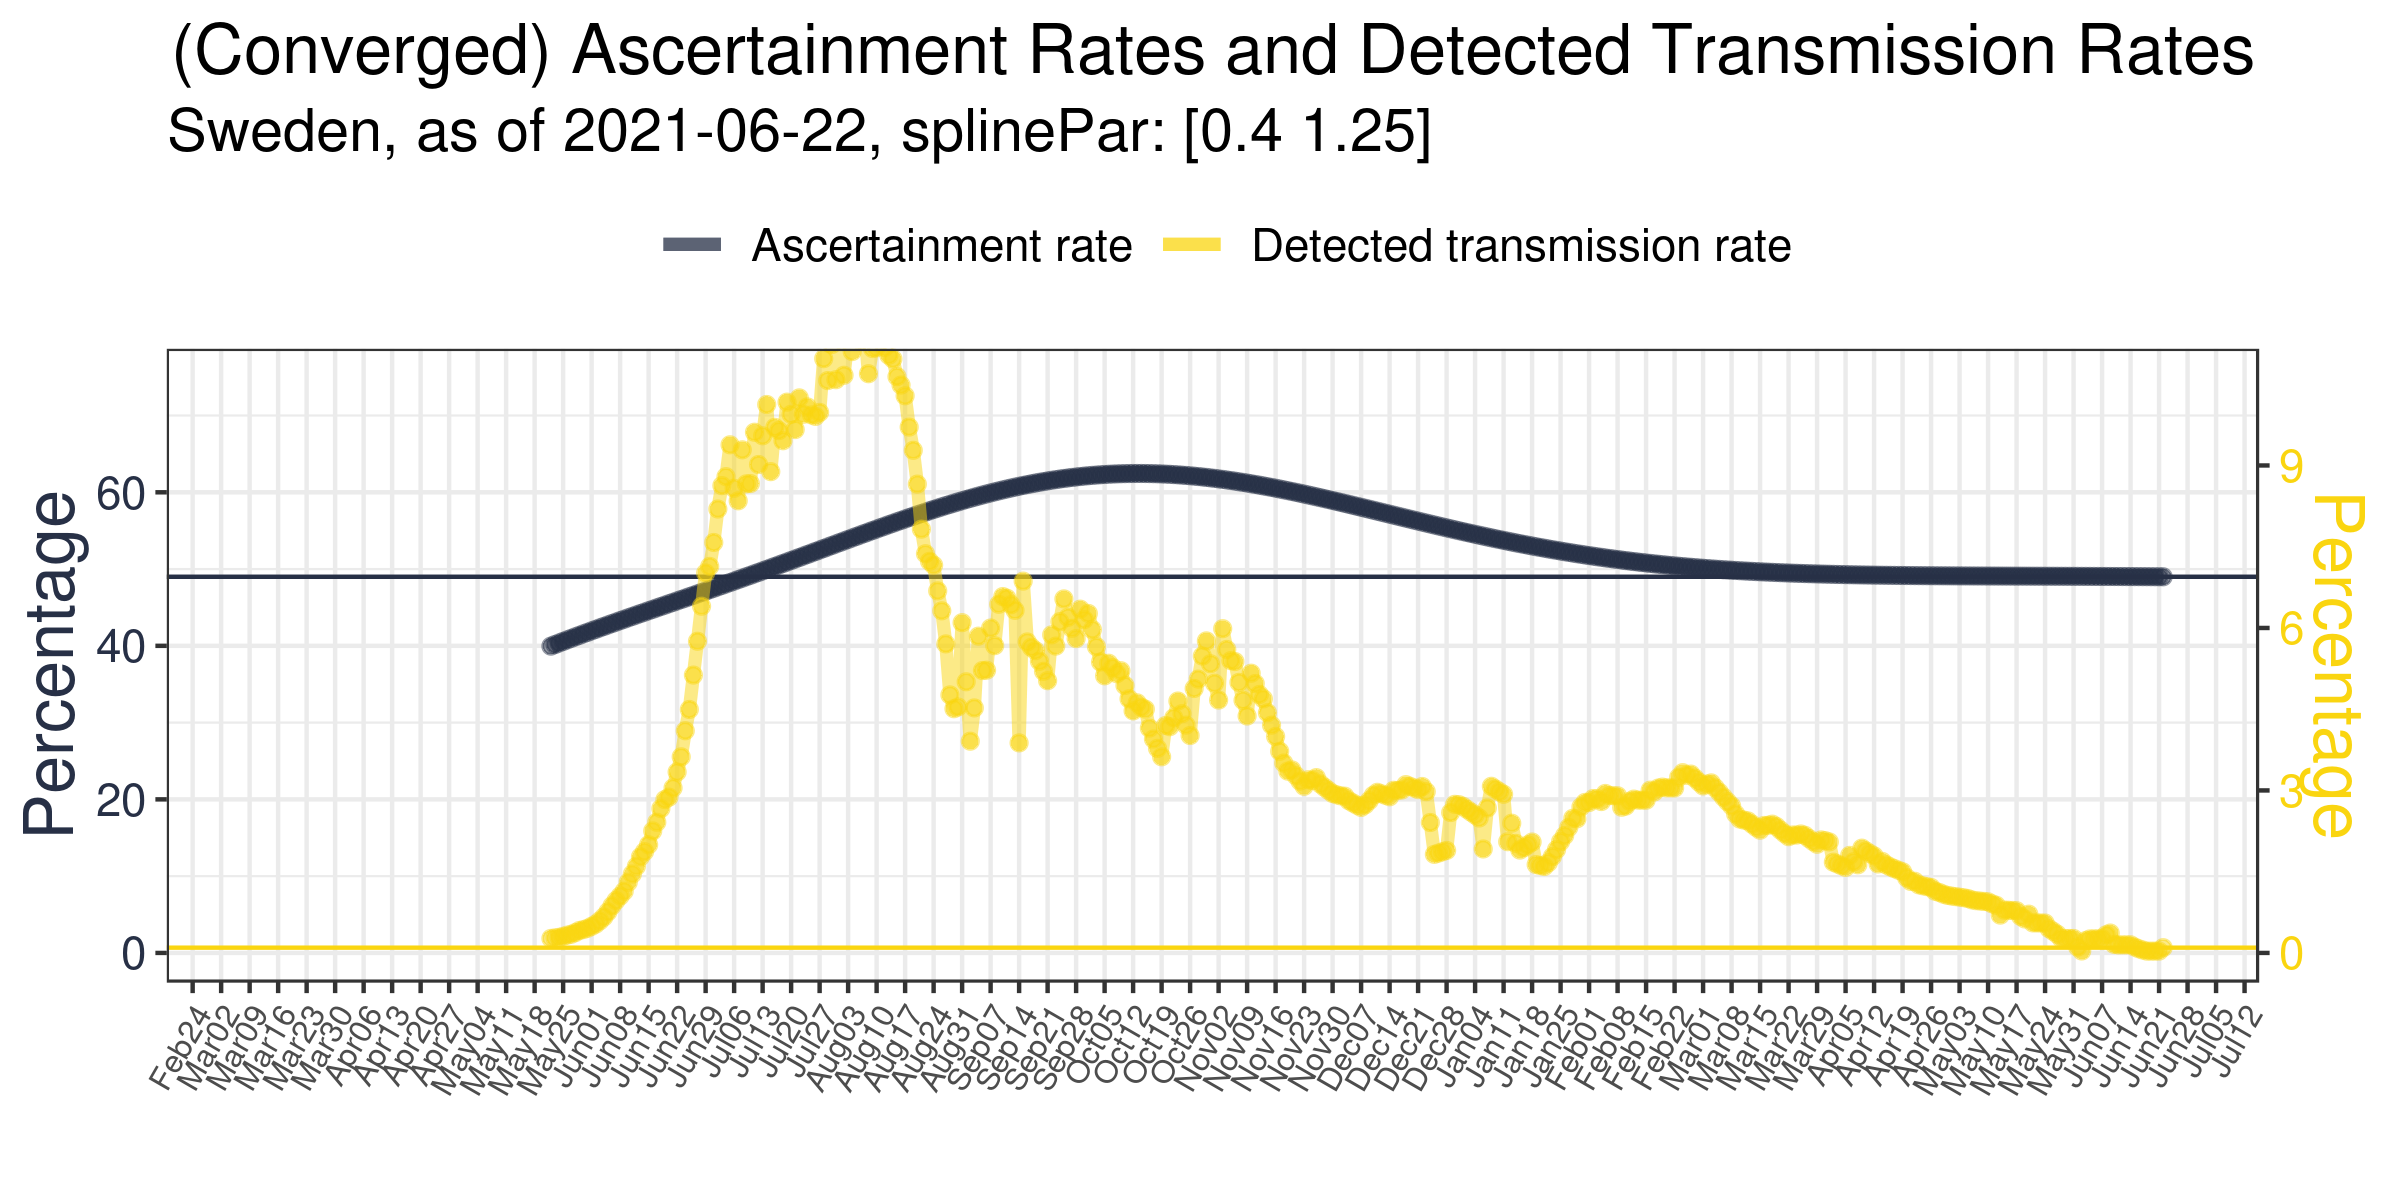 (Converged) Ascertainment Rates and Detected Transmission Rates
Sweden, as of 2021-06-22, splinePar: [0.4 1.25]
Ascertainment rate Detected transmission rate
Percentage
60
40
20
0
9
6
3
0
Percentage
Feb24 Mar02 Mar09 Mar16 Mar23 Mar30 Apr06 Apr13 Apr20 Apr27 May04 May11 May18 May25 Jun01 Jun08 Jun15 Jun22 Jun29 Jul06 Jul13 Jul20 Jul27 Aug03 Aug10 Aug17 Aug24 Aug31 Sep07 Sep14 Sep21 Sep28 Oct05 Oct12 Oct19 Oct26 Nov02 Nov09 Nov16 Nov23 Nov30 Dec07 Dec14 Dec21 Dec28 Jan04 Jan11 Jan18 Jan25 Feb01 Feb08 Feb15 Feb22 Mar01 Mar08 Mar15 Mar22 Mar29 Apr05 Apr12 Apr19 Apr26 May03 May10 May17 May24 May31 Jun07 Jun14 Jun21 Jun28 Jul05 Jul12